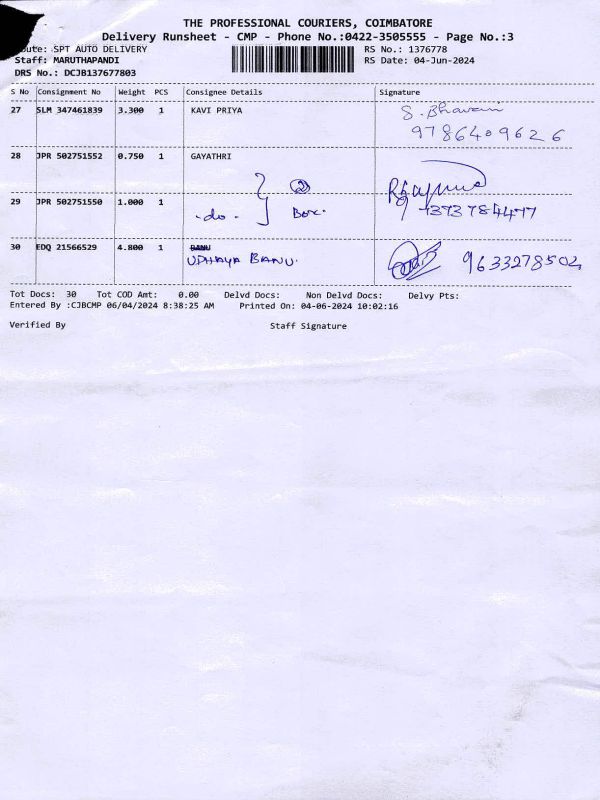 THE PROFESSIONAL COURIERS, COIMBATORE
Delivery Runsheet - CMP - Phone No.:0422-3505555 - Page No.:3
oute: SPT AUTO DELIVERY RS No.: 1376778
Staff: MARUTHAPANDI RS Date: 04-Jun-2024
DRS No.: DCJB137677803
S No Consignment No Weight PCS Consignee Details Signature
27 SLM 347461839 3.300 1 KAVI PRIYA S. Bhavani
9786409626
28 JPR 502751552 0.750 1 GAYATHRI
2
29 JPR 502751550 1.000 1 -do- Box.
30 EDQ 21566529 4.800 1 BANU
UDHAYA BANU. 9633278502
Tot Docs: 30 Tot COD Amt: 0.00 Delvd Docs: Non Delvd Docs: Delvy Pts:
Entered By :CJBCMP 06/04/2024 8:38:25 AM Printed On: 04-06-2024 10:02:16
Verified By Staff Signature